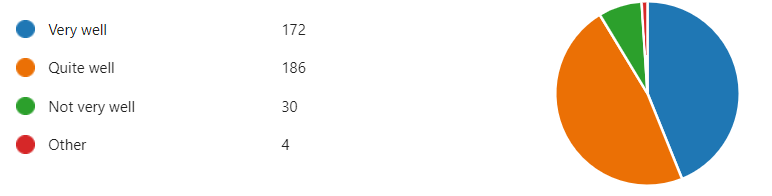 Very well 172
Quite well 186
Not very well 30
Other 4